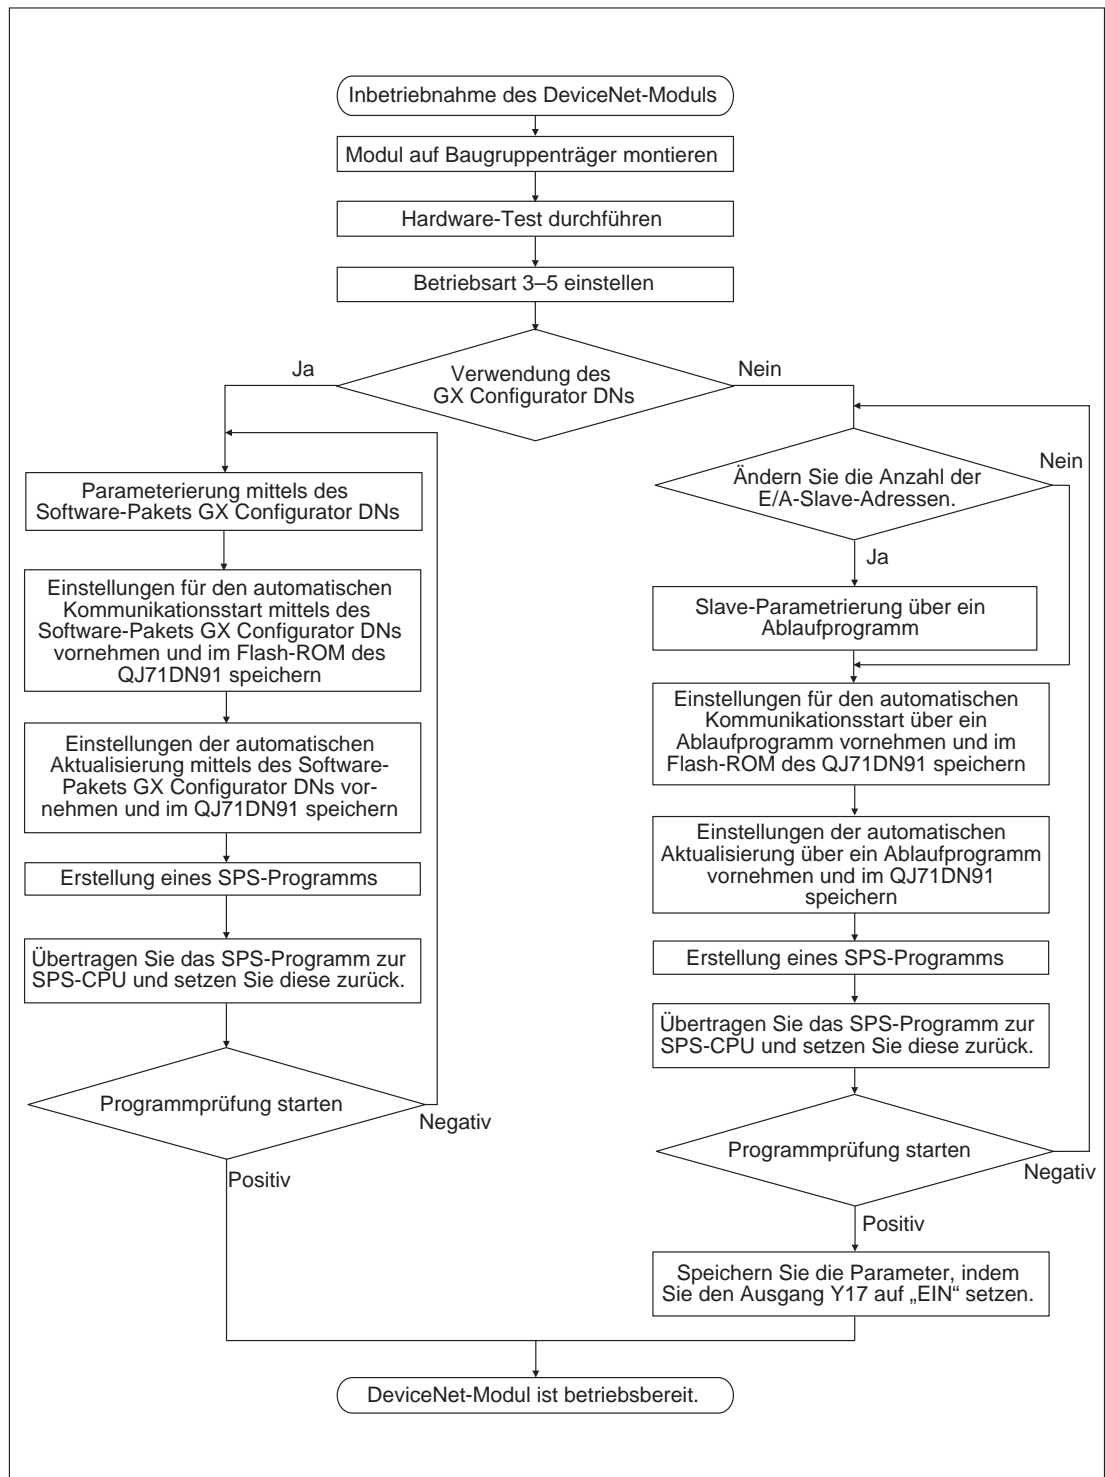 Inbetriebnahme des DeviceNet-Moduls
Modul auf Baugruppenträger montieren
Hardware-Test durchführen
Betriebsart 3–5 einstellen
Verwendung des
GX Configurator DNs
Ja
Nein
Parameterierung mittels des
Software-Pakets GX Configurator DNs
Einstellungen für den automatischen
Kommunikationsstart mittels des
Software-Pakets GX Configurator DNs
vornehmen und im Flash-ROM des
QJ71DN91 speichern
Einstellungen der automatischen
Aktualisierung mittels des Software-
Pakets GX Configurator DNs vor-
nehmen und im QJ71DN91 speichern
Erstellung eines SPS-Programms
Übertragen Sie das SPS-Programm zur
SPS-CPU und setzen Sie diese zurück.
Programmprüfung starten
Negativ
Positiv
Ändern Sie die Anzahl der
E/A-Slave-Adressen.
Nein
Ja
Slave-Parametrierung über ein
Ablaufprogramm
Einstellungen für den automatischen
Kommunikationsstart über ein
Ablaufprogramm vornehmen und im
Flash-ROM des QJ71DN91 speichern
Einstellungen der automatischen
Aktualisierung über ein Ablaufprogramm
vornehmen und im QJ71DN91
speichern
Erstellung eines SPS-Programms
Übertragen Sie das SPS-Programm zur
SPS-CPU und setzen Sie diese zurück.
Programmprüfung starten
Negativ
Positiv
Speichern Sie die Parameter, indem
Sie den Ausgang Y17 auf „EIN“ setzen.
DeviceNet-Modul ist betriebsbereit.